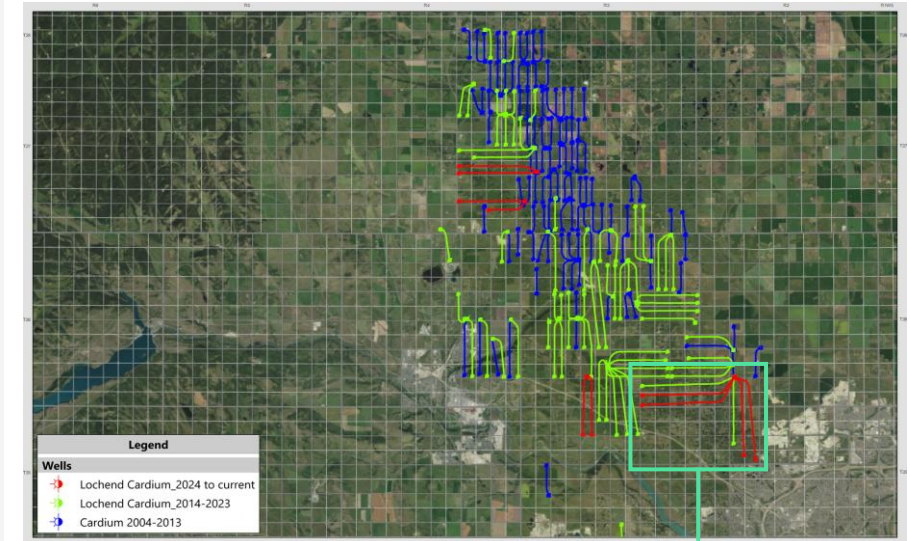 Legend
Wells
Lochend Cardium_2024 to current
Lochend Cardium_2014-2023
Cardium 2004-2013